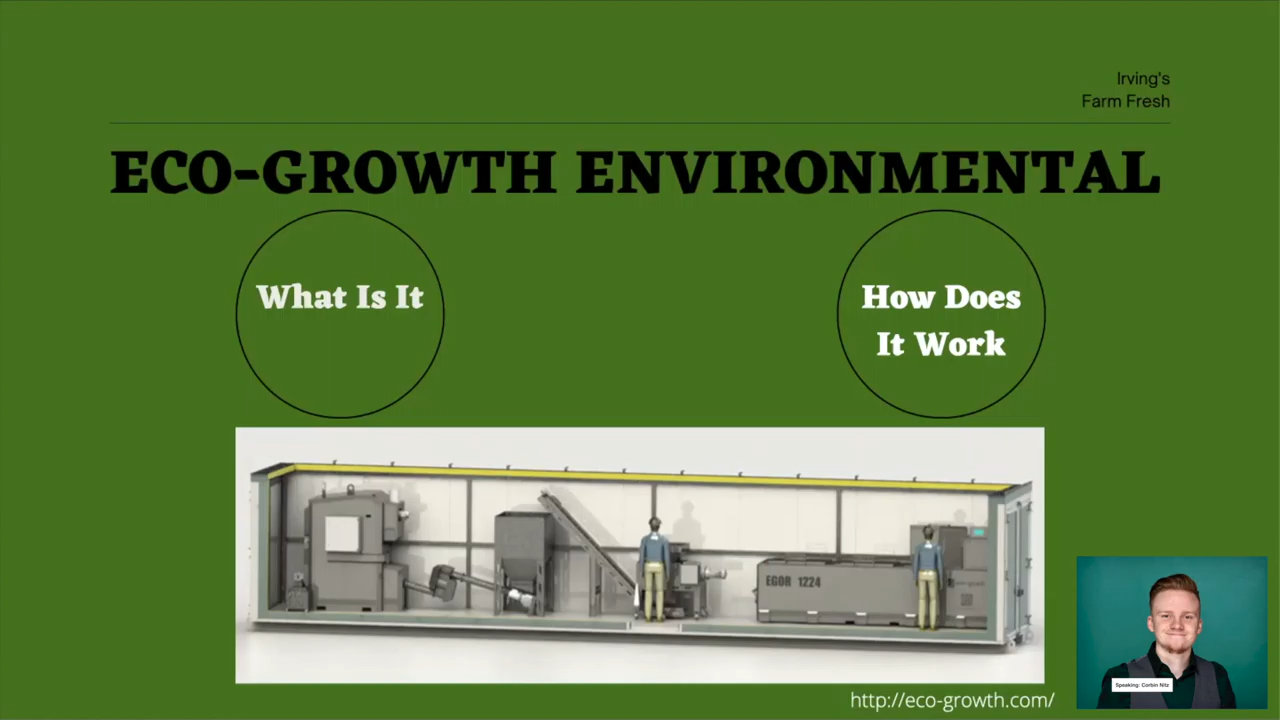 Irving's
Farm Fresh
ECO-GROWTH ENVIRONMENTAL
What Is It
How Does
It Work
EGOR 1224
http://eco-growth.com/
Speaking: Corbin Nitz